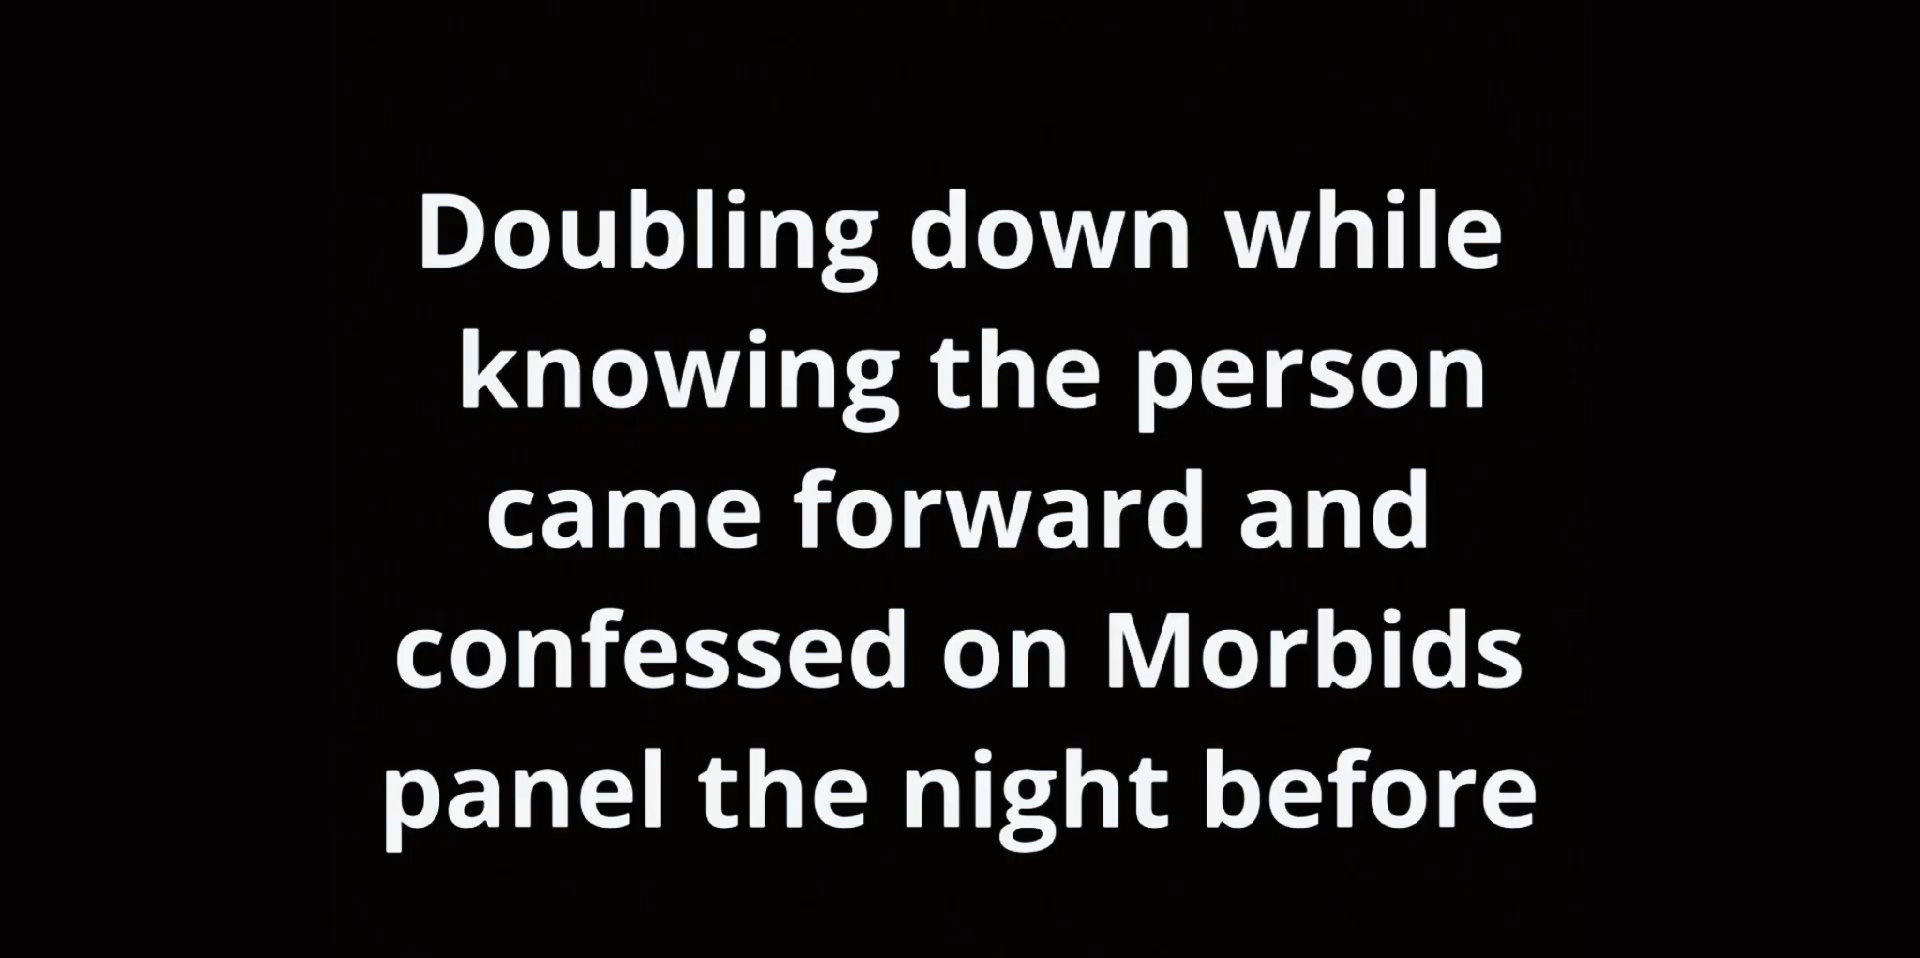 Doubling down while
knowing the person
came forward and
confessed on Morbids
panel the night before